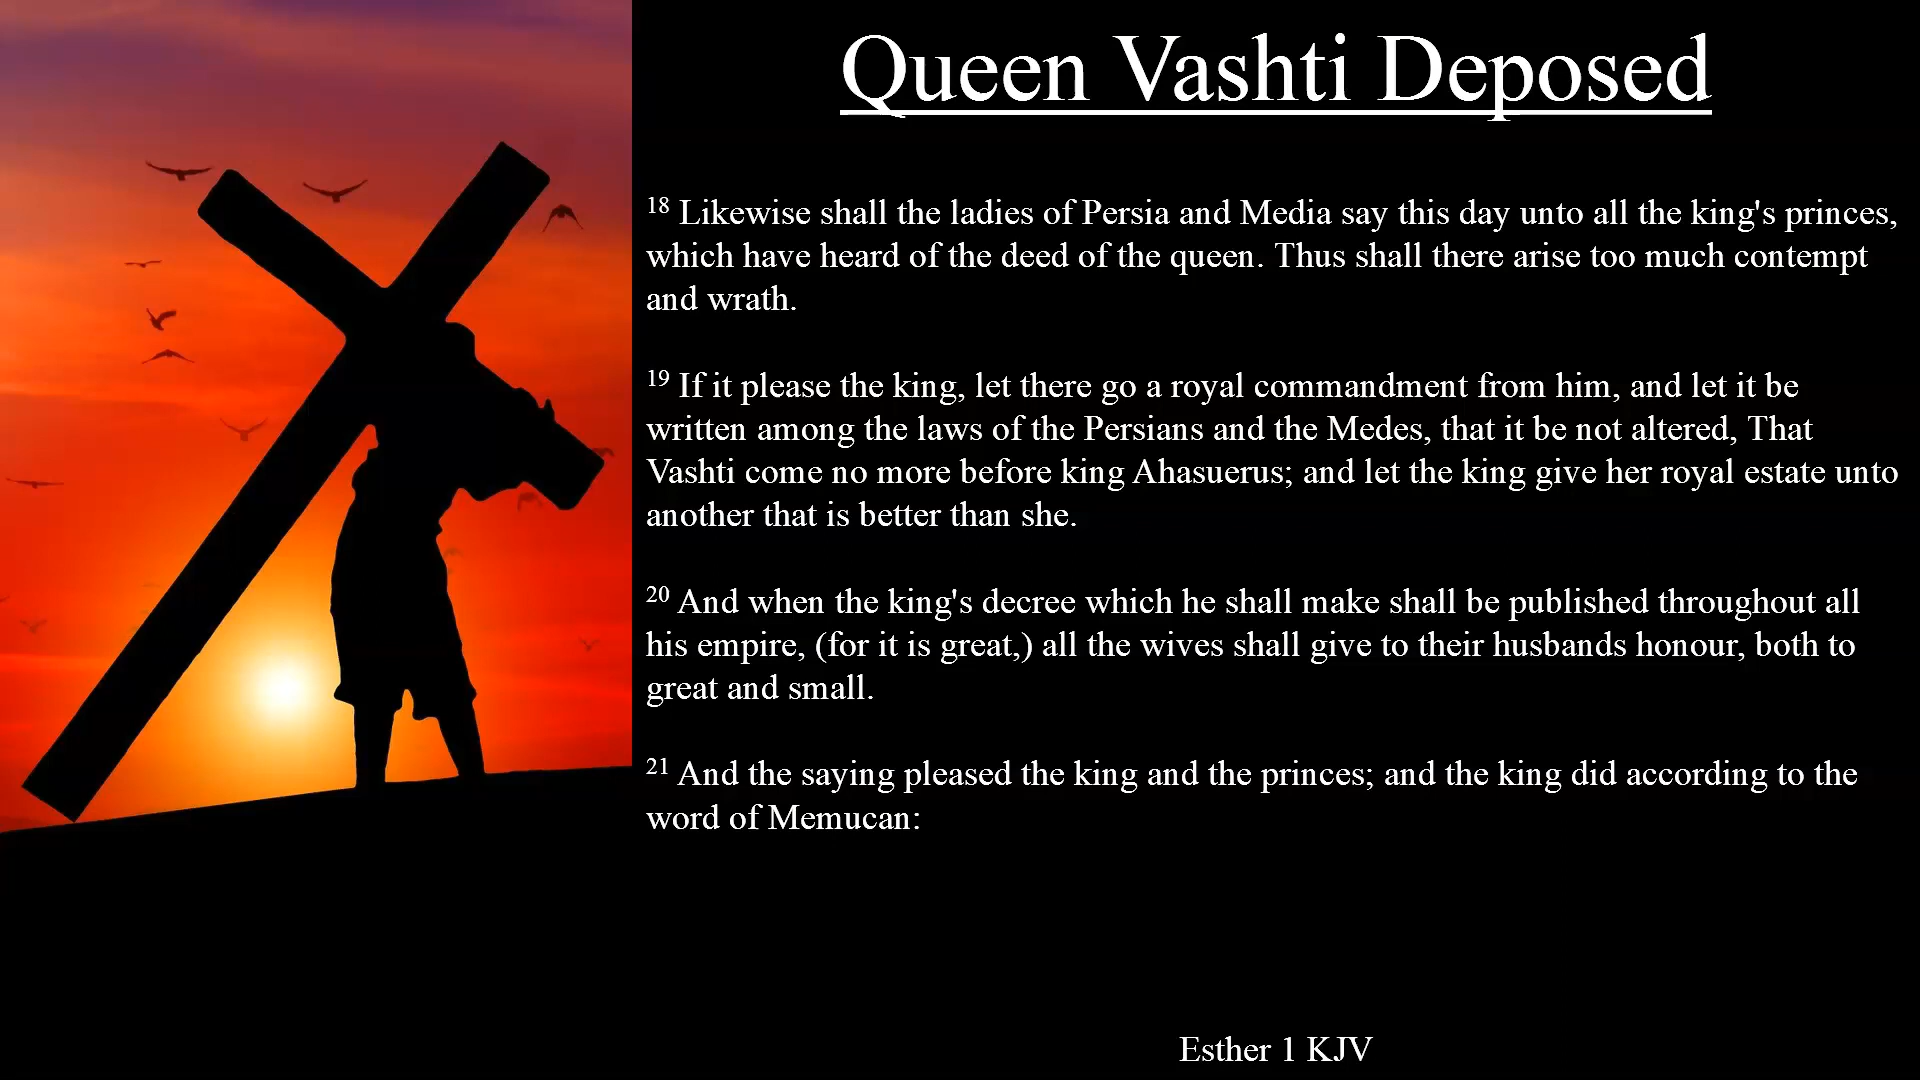 Queen Vashti Deposed
18 Likewise shall the ladies of Persia and Media say this day unto all the king's princes,
which have heard of the deed of the queen. Thus shall there arise too much contempt
and wrath.
19 If it please the king, let there go a royal commandment from him, and let it be
written among the laws of the Persians and the Medes, that it be not altered, That
Vashti come no more before king Ahasuerus; and let the king give her royal estate unto
another that is better than she.
20 And when the king's decree which he shall make shall be published throughout all
his empire, (for it is great,) all the wives shall give to their husbands honour, both to
great and small.
21 And the saying pleased the king and the princes; and the king did according to the
word of Memucan:
Esther 1 KJV